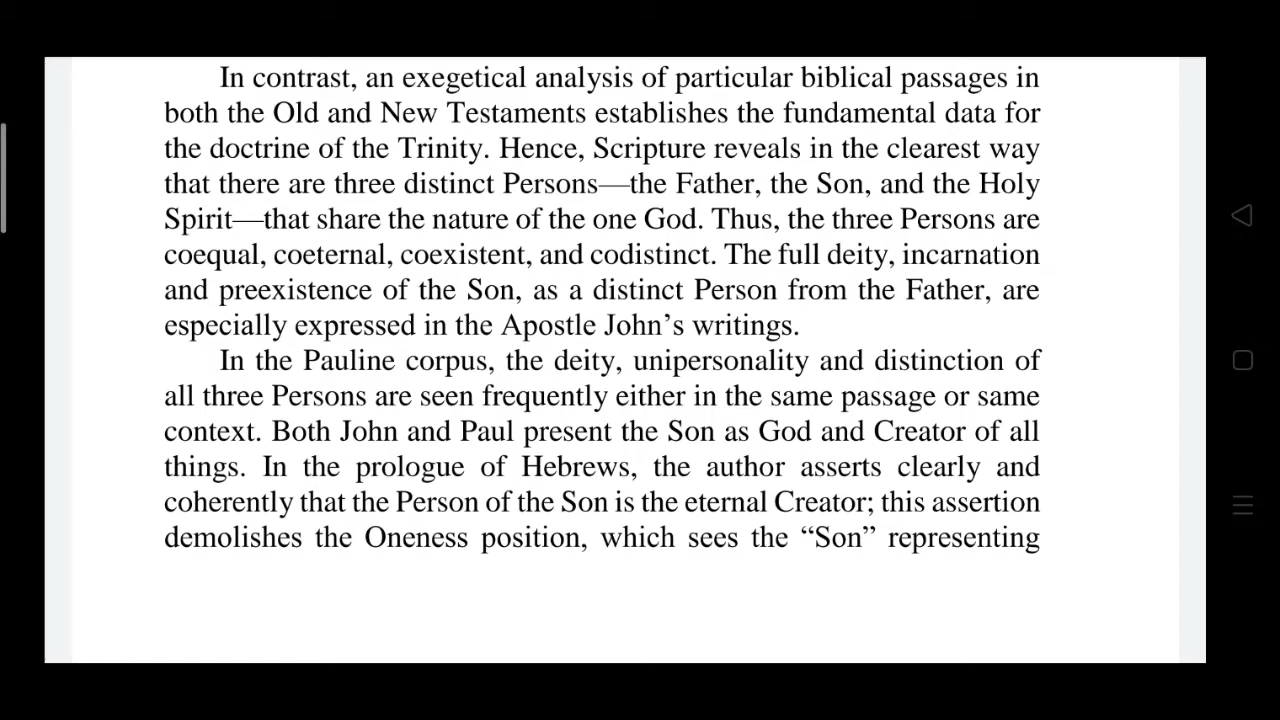 In contrast, an exegetical analysis of particular biblical passages in
both the Old and New Testaments establishes the fundamental data for
the doctrine of the Trinity. Hence, Scripture reveals in the clearest way
that there are three distinct Persons—the Father, the Son, and the Holy
Spirit—that share the nature of the one God. Thus, the three Persons are
coequal, coeternal, coexistent, and codistinct. The full deity, incarnation
and preexistence of the Son, as a distinct Person from the Father, are
especially expressed in the Apostle John’s writings.
In the Pauline corpus, the deity, unipersonality and distinction of
all three Persons are seen frequently either in the same passage or same
context. Both John and Paul present the Son as God and Creator of all
things. In the prologue of Hebrews, the author asserts clearly and
coherently that the Person of the Son is the eternal Creator; this assertion
demolishes the Oneness position, which sees the “Son” representing